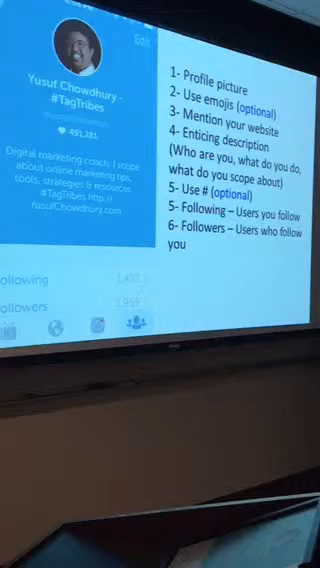 Edit
Yusuf Chowdhury -
#TagTribes
491,281
Digital marketing coach. I scope
about online marketing tips,
tools, strategies & resources.
#TagTribes http://
YusufChowdhury.com
ollowing
ollowers
1- Profile picture
2- Use emojis (optional)
3- Mention your website
4- Enticing description
(Who are you, what do you do,
what do you scope about)
5- Use # (optional)
5- Following – Users you follow
6- Followers – Users who follow
you